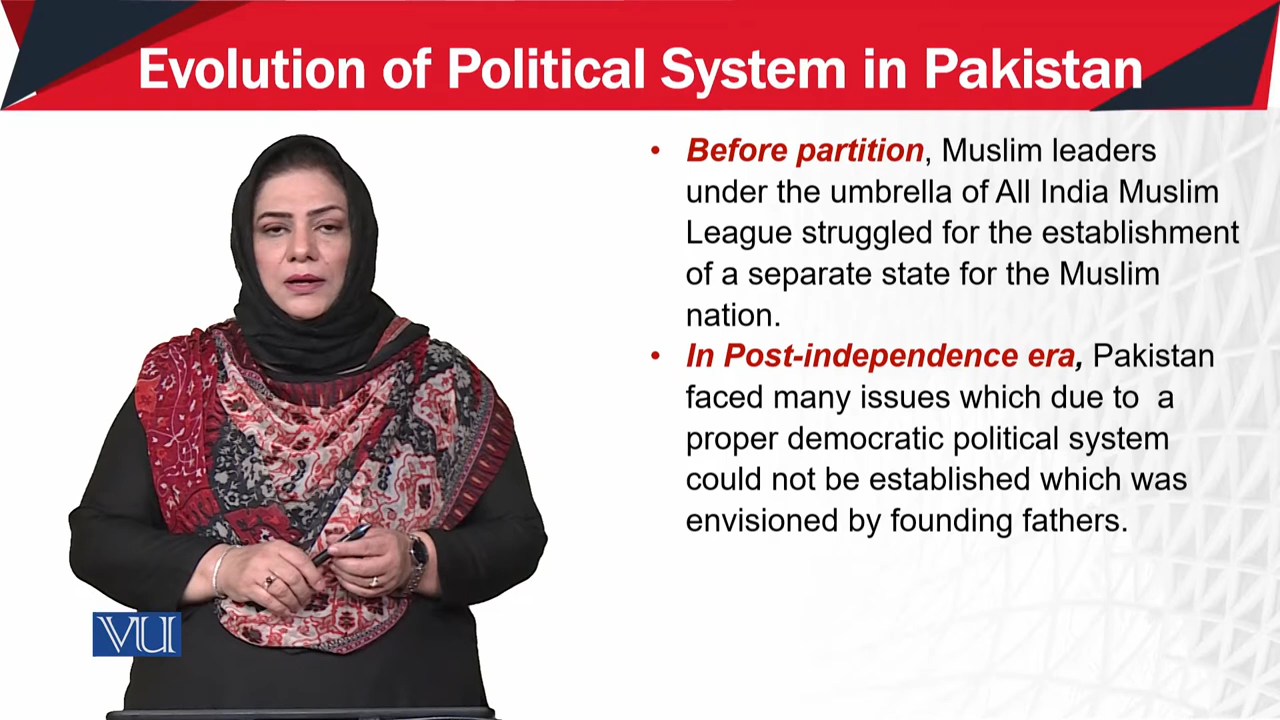 Evolution of Political System in Pakistan
• Before partition, Muslim leaders
under the umbrella of All India Muslim
League struggled for the establishment
of a separate state for the Muslim
nation.
• In Post-independence era, Pakistan
faced many issues which due to a
proper democratic political system
could not be established which was
envisioned by founding fathers.
VU